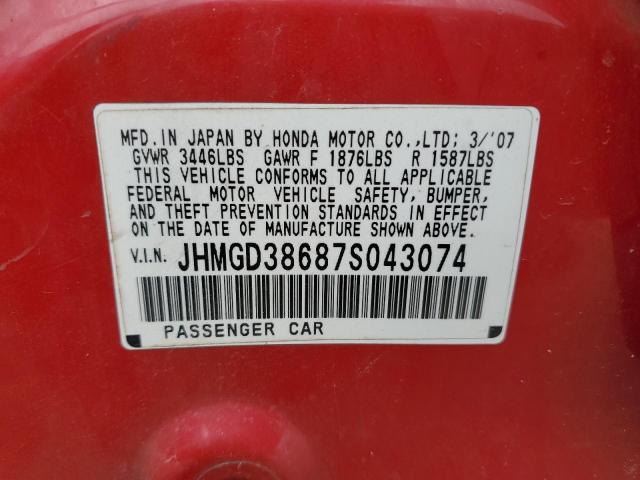 MFD. IN JAPAN BY HONDA MOTOR CO., LTD; 3/'07
GVWR 3446LBS GAWR F 1876LBS R 1587LBS
THIS VEHICLE CONFORMS TO ALL APPLICABLE
FEDERAL MOTOR VEHICLE SAFETY, BUMPER,
AND THEFT PREVENTION STANDARDS IN EFFECT
ON THE DATE OF MANUFACTURE SHOWN ABOVE.
V.I.N. JHMGD38687S043074
PASSENGER CAR